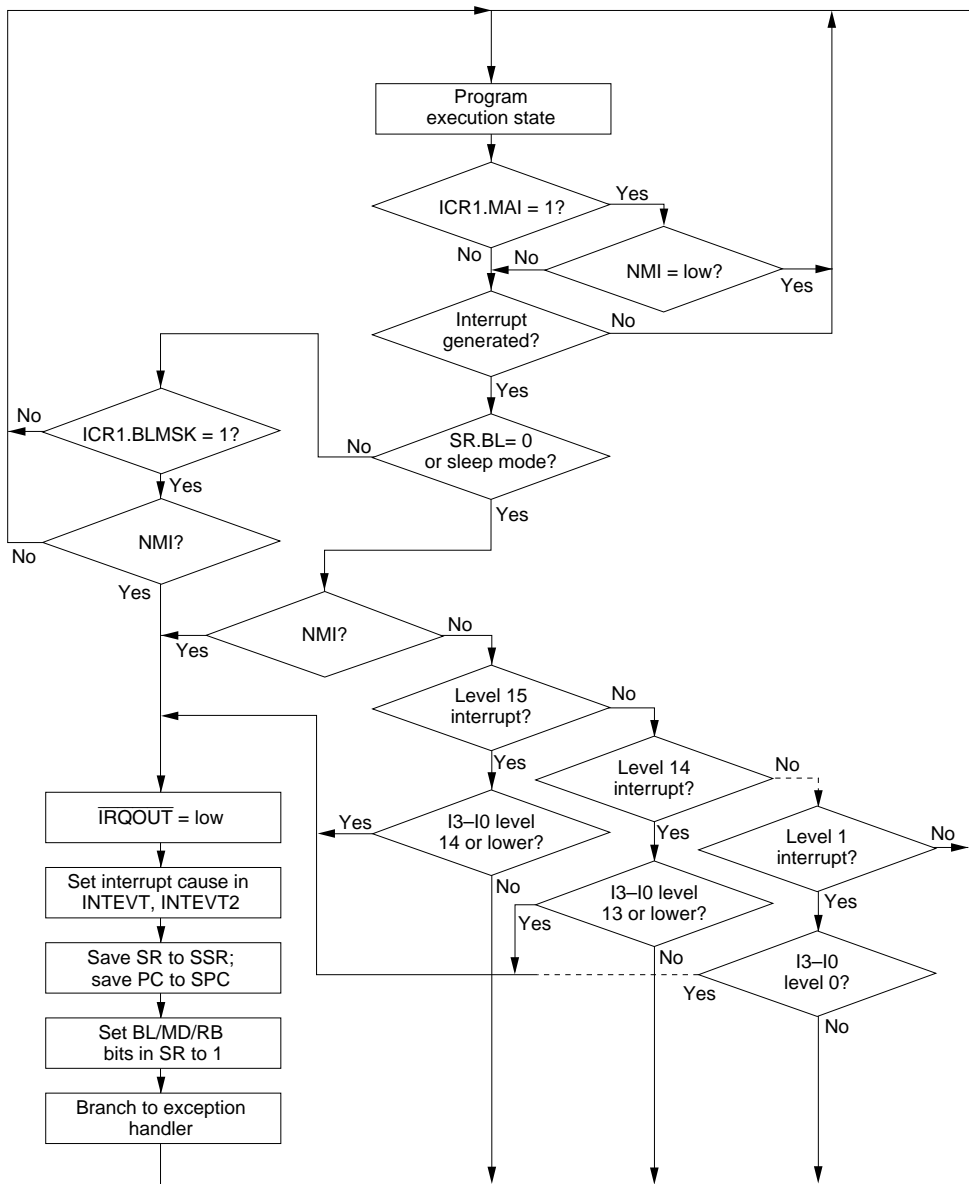 Program
execution state
ICR1.MAI = 1?
Yes
No
No
NMI = low?
Yes
Interrupt
generated?
No
Yes
No
ICR1.BLMSK = 1?
SR.BL= 0
or sleep mode?
No
Yes
Yes
NMI?
No
Yes
NMI?
No
Yes
Level 15
interrupt?
No
Yes
Level 14
interrupt?
No
IRQOUT = low
Yes
I3–I0 level
14 or lower?
Yes
Level 1
interrupt?
No
Set interrupt cause in
INTEVT, INTEVT2
No
I3–I0 level
13 or lower?
Yes
Yes
Save SR to SSR;
save PC to SPC
No
I3–I0
level 0?
Yes
No
Set BL/MD/RB
bits in SR to 1
Branch to exception
handler